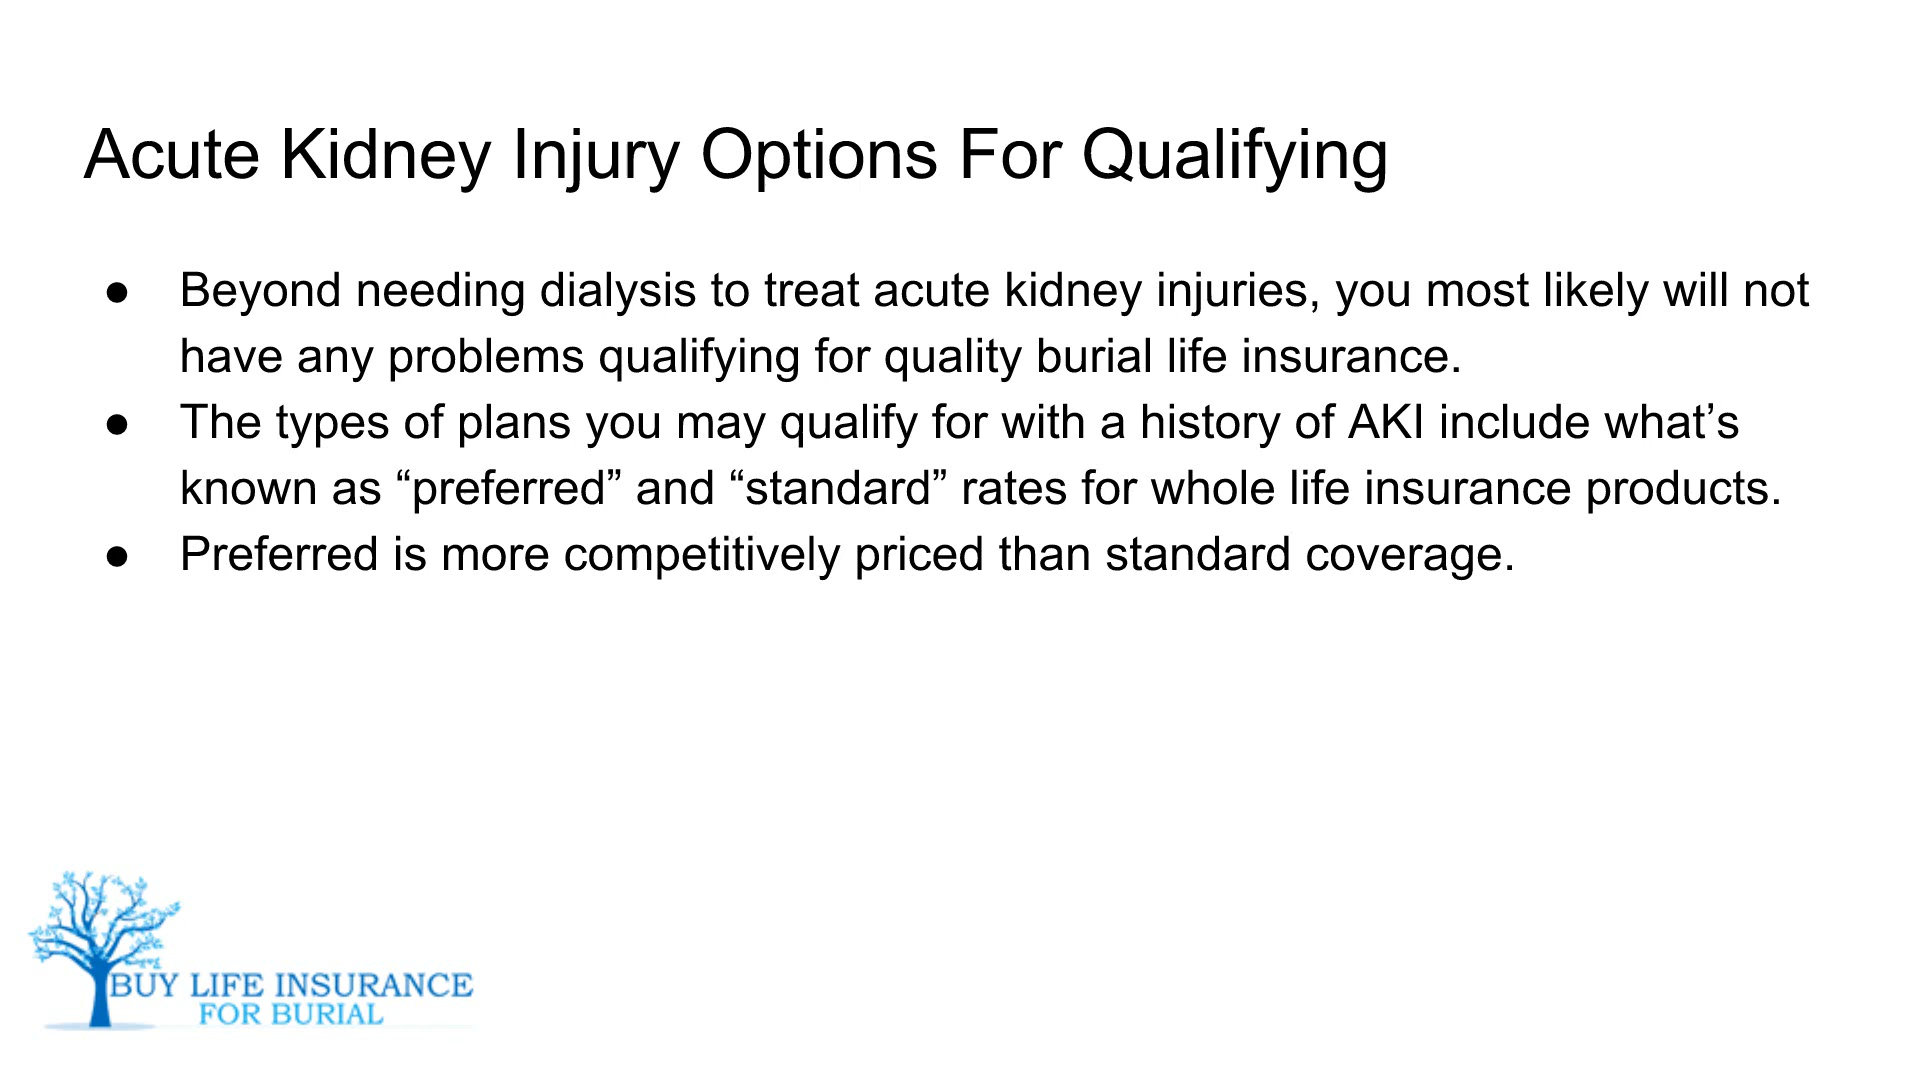 Acute Kidney Injury Options For Qualifying
● Beyond needing dialysis to treat acute kidney injuries, you most likely will not
have any problems qualifying for quality burial life insurance.
● The types of plans you may qualify for with a history of AKI include what’s
known as “preferred” and “standard” rates for whole life insurance products.
● Preferred is more competitively priced than standard coverage.
BUY LIFE INSURANCE
FOR BURIAL